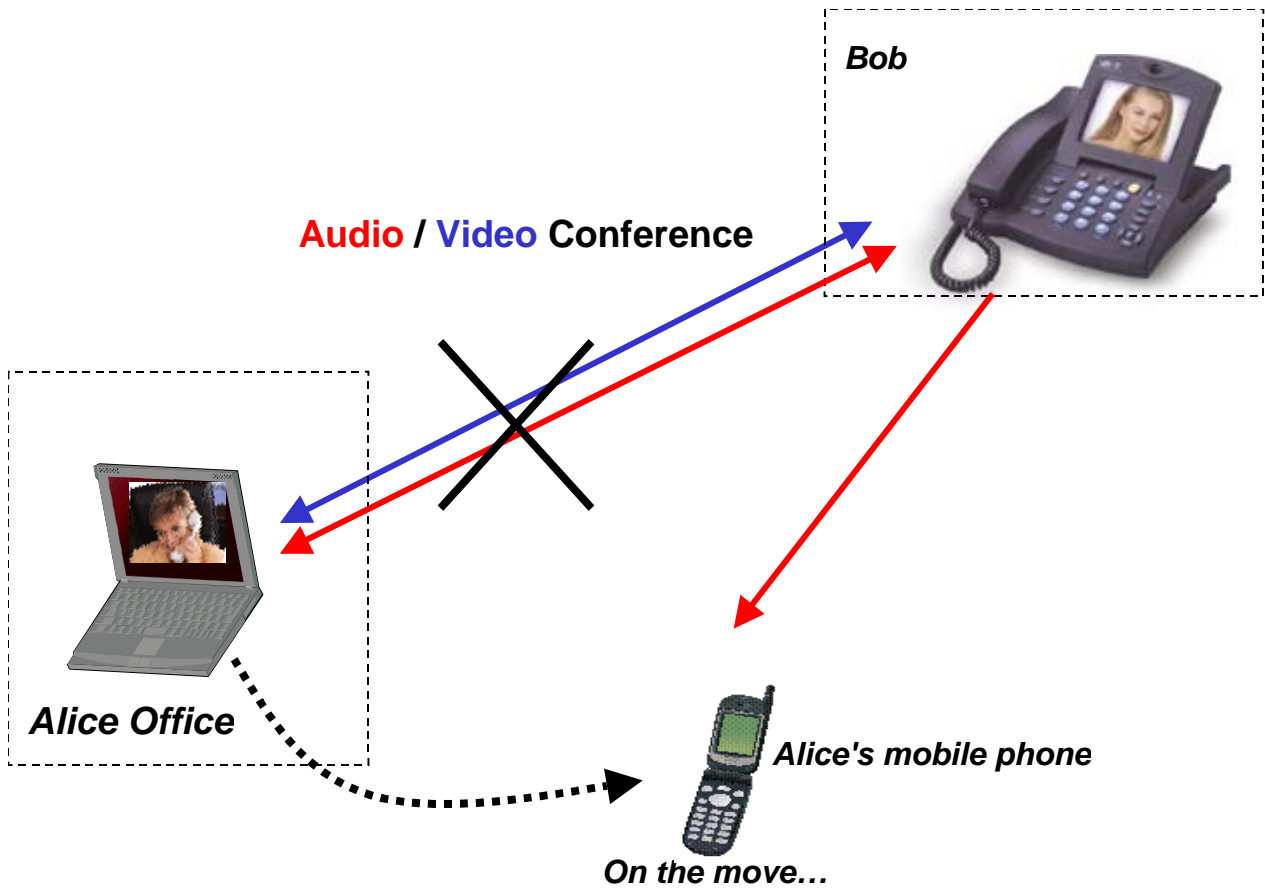 Bob
Audio / Video Conference
Alice Office
Alice's mobile phone
On the move…